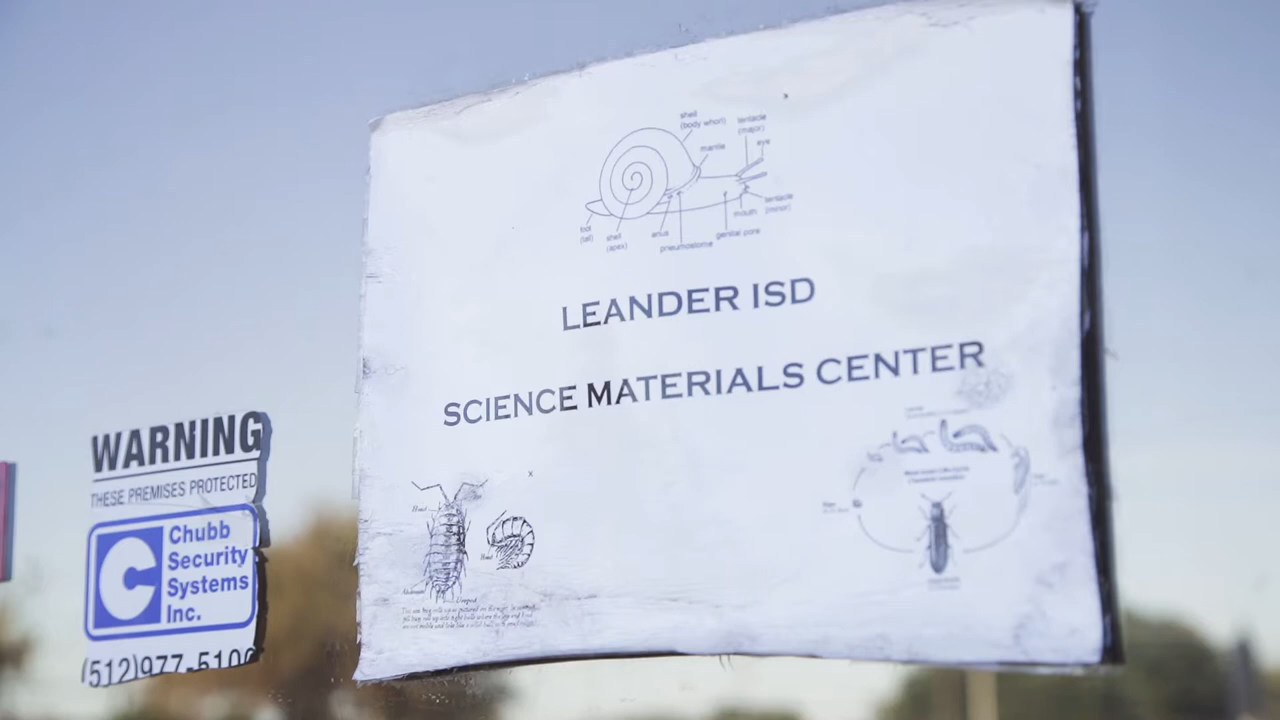 shell
(body whorl)
tentacle
(major)
eye
mantle
tentacle
(minor)
mouth
genital pore
pneumostome
anus
shell
(apex)
foot
(tail)
LEANDER ISD
SCIENCE MATERIALS CENTER
WARNING
THESE PREMISES PROTECTED
Chubb
Security
Systems
Inc.
(512)977-5100